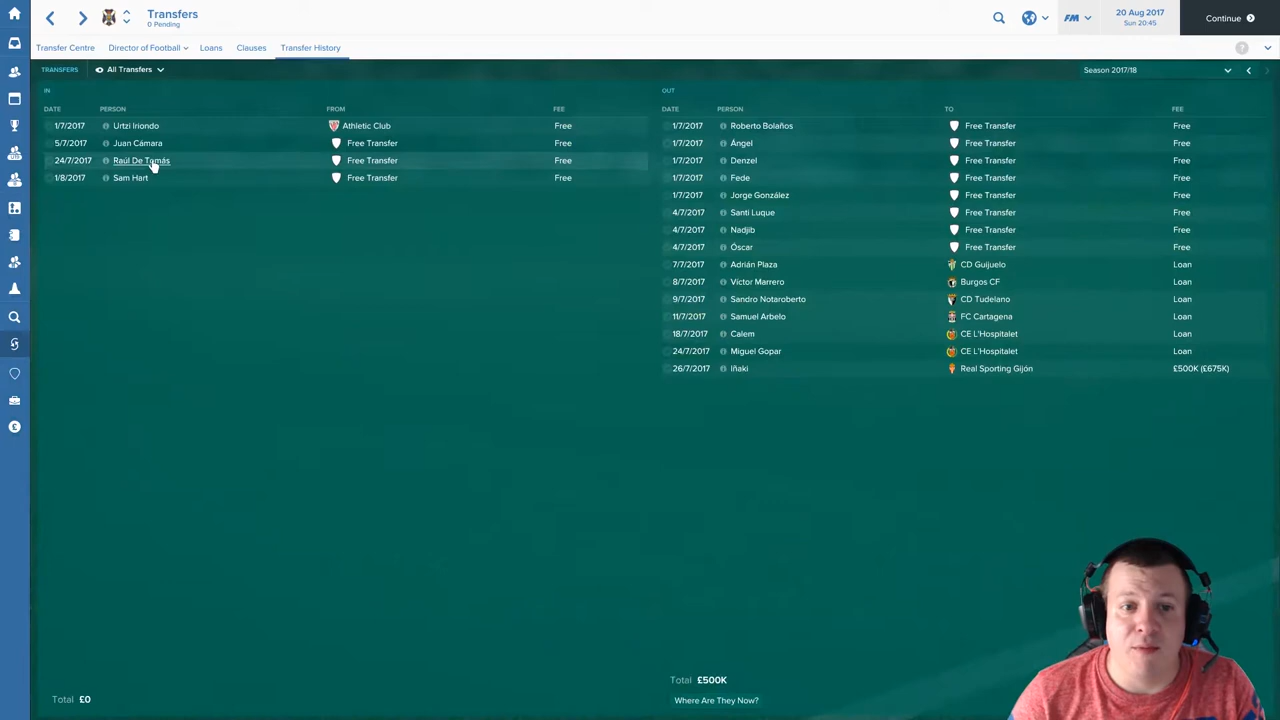 Transfers
0 Pending
FM
20 Aug 2017
Sun 20:45
Continue
Transfer Centre
Director of Football
Loans
Clauses
Transfer History
?
TRANSFERS
All Transfers
Season 2017/18
IN
DATE PERSON FROM FEE
1/7/2017 Urtzi Iriondo Athletic Club Free
5/7/2017 Juan Cámara Free Transfer Free
24/7/2017 Raúl De Tomás Free Transfer Free
1/8/2017 Sam Hart Free Transfer Free
Total £0
OUT
DATE PERSON TO FEE
1/7/2017 Roberto Bolaños Free Transfer Free
1/7/2017 Ángel Free Transfer Free
1/7/2017 Denzel Free Transfer Free
1/7/2017 Fede Free Transfer Free
1/7/2017 Jorge González Free Transfer Free
4/7/2017 Santi Luque Free Transfer Free
4/7/2017 Nadjib Free Transfer Free
4/7/2017 Óscar Free Transfer Free
7/7/2017 Adrián Plaza CD Guijuelo Loan
8/7/2017 Víctor Marrero Burgos CF Loan
9/7/2017 Sandro Notaroberto CD Tudelano Loan
11/7/2017 Samuel Arbelo FC Cartagena Loan
18/7/2017 Calem CE L'Hospitalet Loan
24/7/2017 Miguel Gopar CE L'Hospitalet Loan
26/7/2017 Iñaki Real Sporting Gijón £500K (£675K)
Total £500K
Where Are They Now?